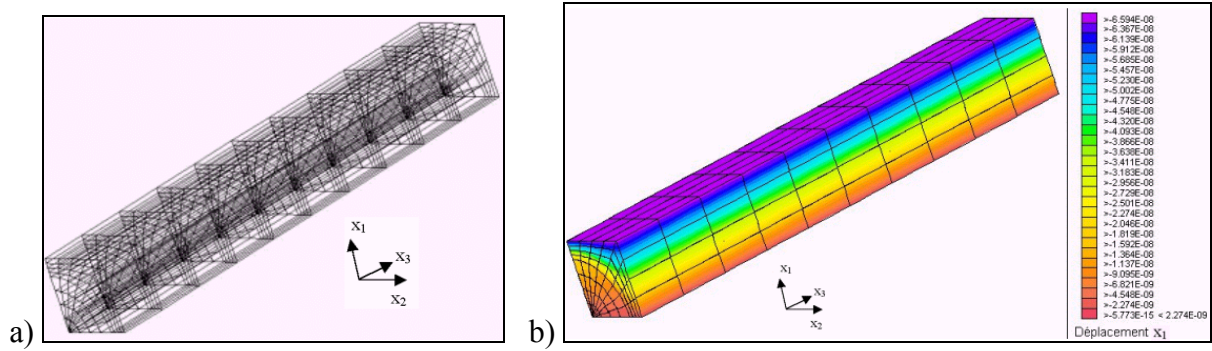 a)
x1
x3
x2
b)
x1
x3
x2
>-6.594E-08
>-6.367E-08
>-6.139E-08
>-5.912E-08
>-5.685E-08
>-5.457E-08
>-5.230E-08
>-5.002E-08
>-4.775E-08
>-4.548E-08
>-4.320E-08
>-4.093E-08
>-3.866E-08
>-3.638E-08
>-3.411E-08
>-3.183E-08
>-2.956E-08
>-2.729E-08
>-2.501E-08
>-2.274E-08
>-2.046E-08
>-1.819E-08
>-1.592E-08
>-1.364E-08
>-1.137E-08
>-9.095E-09
>-6.821E-09
>-4.548E-09
>-2.274E-09
>-5.773E-15 < 2.274E-09
Déplacement x1